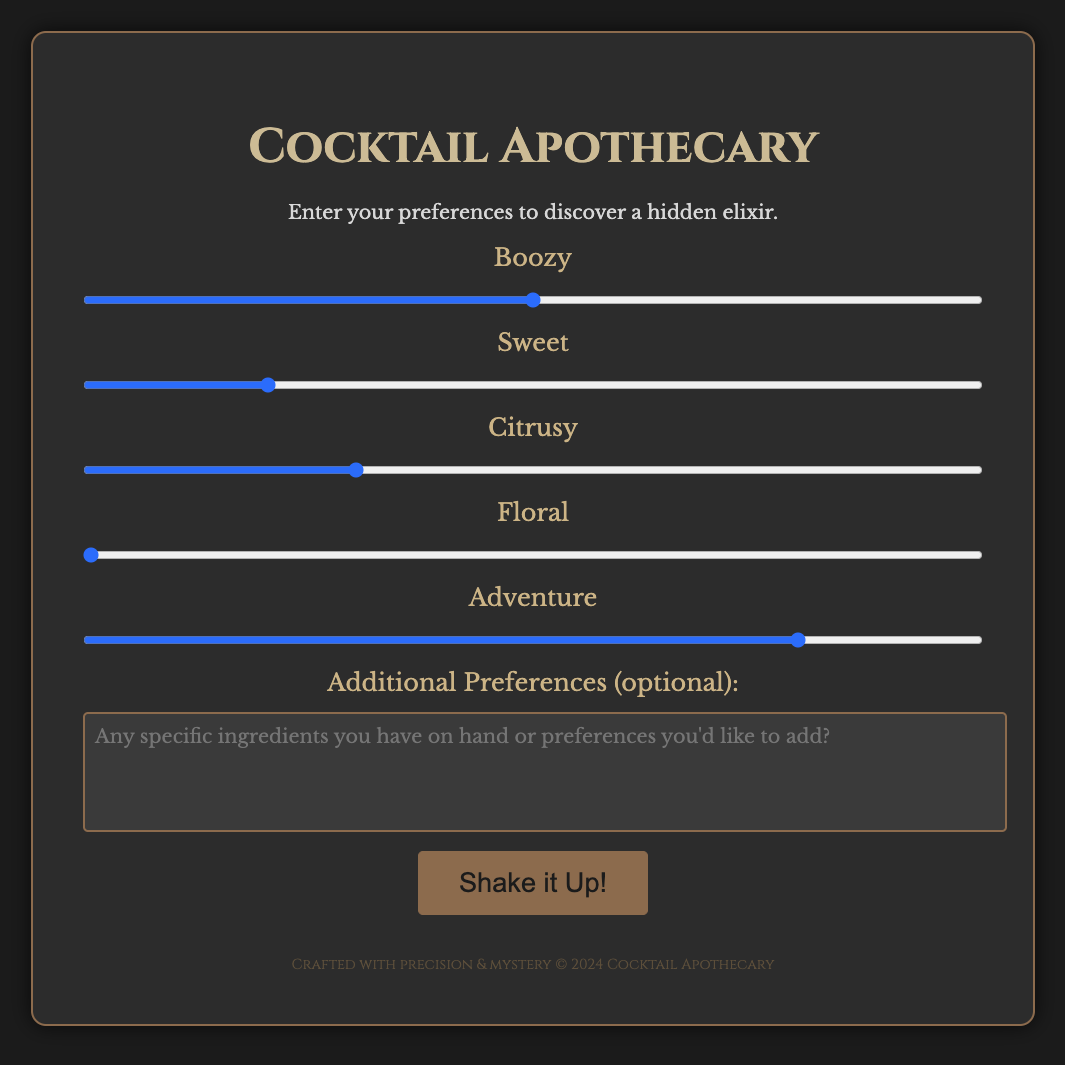 Cocktail Apothecary
Enter your preferences to discover a hidden elixir.
Boozy
Sweet
Citrusy
Floral
Adventure
Additional Preferences (optional):
Any specific ingredients you have on hand or preferences you'd like to add?
Shake it Up!
Crafted with precision & mystery © 2024 Cocktail Apothecary